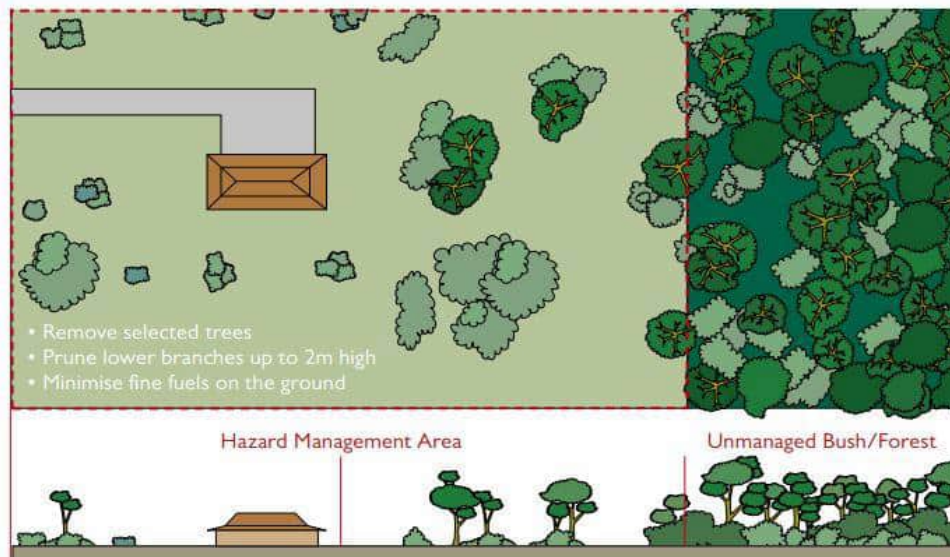 • Remove selected trees
• Prune lower branches up to 2m high
• Minimise fine fuels on the ground
Hazard Management Area
Unmanaged Bush/Forest